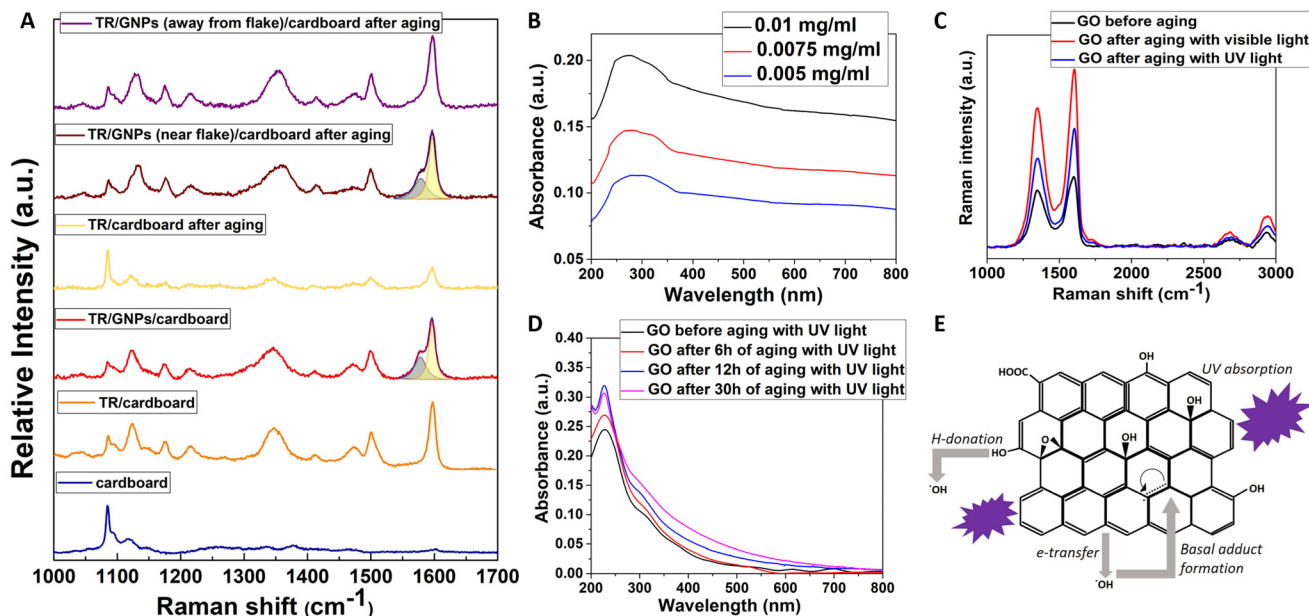 A
TR/GNPs (away from flake)/cardboard after aging
TR/GNPs (near flake)/cardboard after aging
TR/cardboard after aging
TR/GNPs/cardboard
TR/cardboard
cardboard
Relative Intensity (a.u.)
1000 1100 1200 1300 1400 1500 1600 1700
Raman shift (cm-1)
B
0.01 mg/ml
0.0075 mg/ml
0.005 mg/ml
Absorbance (a.u.)
0.20
0.15
0.10
0.05
200 300 400 500 600 700 800
Wavelength (nm)
C
GO before aging
GO after aging with visible light
GO after aging with UV light
Raman intensity (a.u.)
1000 1500 2000 2500 3000
Raman shift (cm-1)
D
GO before aging with UV light
GO after 6h of aging with UV light
GO after 12h of aging with UV light
GO after 30h of aging with UV light
Absorbance (a.u.)
0.40
0.35
0.30
0.25
0.20
0.15
0.10
0.05
0.00
200 300 400 500 600 700 800
Wavelength (nm)
E
OH
HOOC
UV absorption
OH
H-donation
O
OH
HO
·OH
OH
e-transfer
Basal adduct
formation
·OH